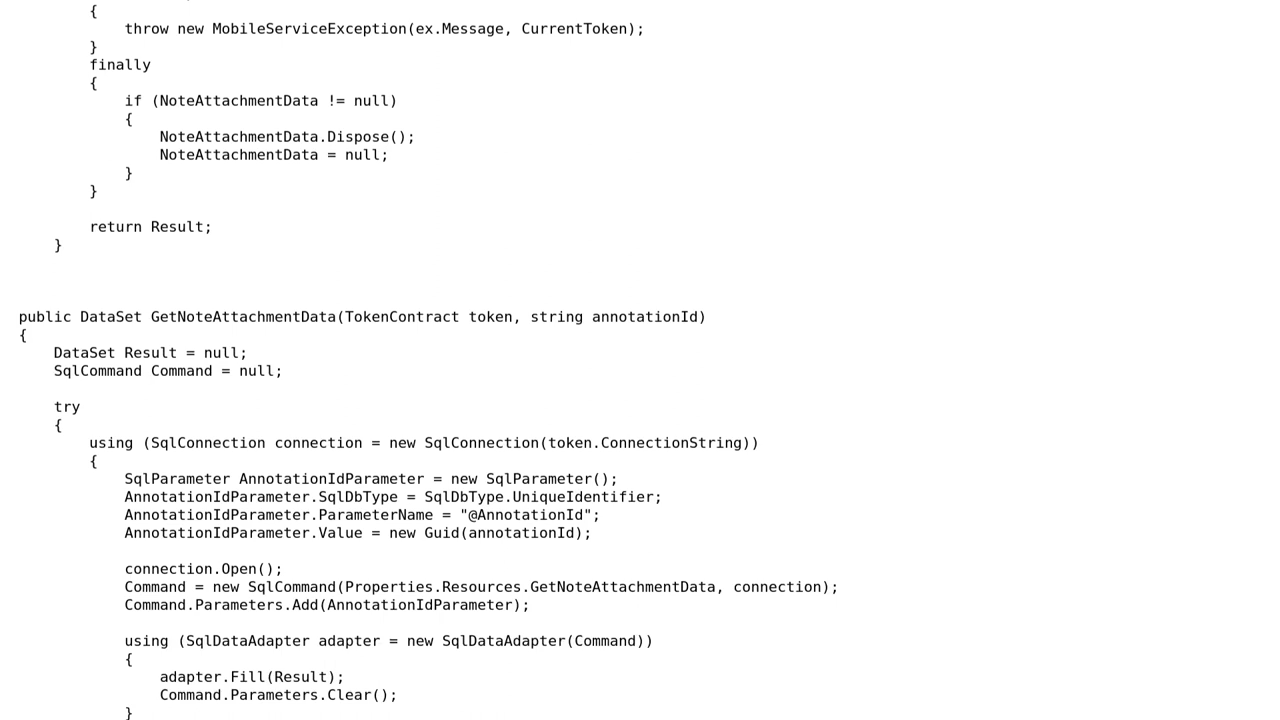 {
throw new MobileServiceException(ex.Message, CurrentToken);
}
finally
{
if (NoteAttachmentData != null)
{
NoteAttachmentData.Dispose();
NoteAttachmentData = null;
}
}
return Result;
}
public DataSet GetNoteAttachmentData(TokenContract token, string annotationId)
{
DataSet Result = null;
SqlCommand Command = null;
try
{
using (SqlConnection connection = new SqlConnection(token.ConnectionString))
{
SqlParameter AnnotationIdParameter = new SqlParameter();
AnnotationIdParameter.SqlDbType = SqlDbType.UniqueIdentifier;
AnnotationIdParameter.ParameterName = "@AnnotationId";
AnnotationIdParameter.Value = new Guid(annotationId);
connection.Open();
Command = new SqlCommand(Properties.Resources.GetNoteAttachmentData, connection);
Command.Parameters.Add(AnnotationIdParameter);
using (SqlDataAdapter adapter = new SqlDataAdapter(Command))
{
adapter.Fill(Result);
Command.Parameters.Clear();
}